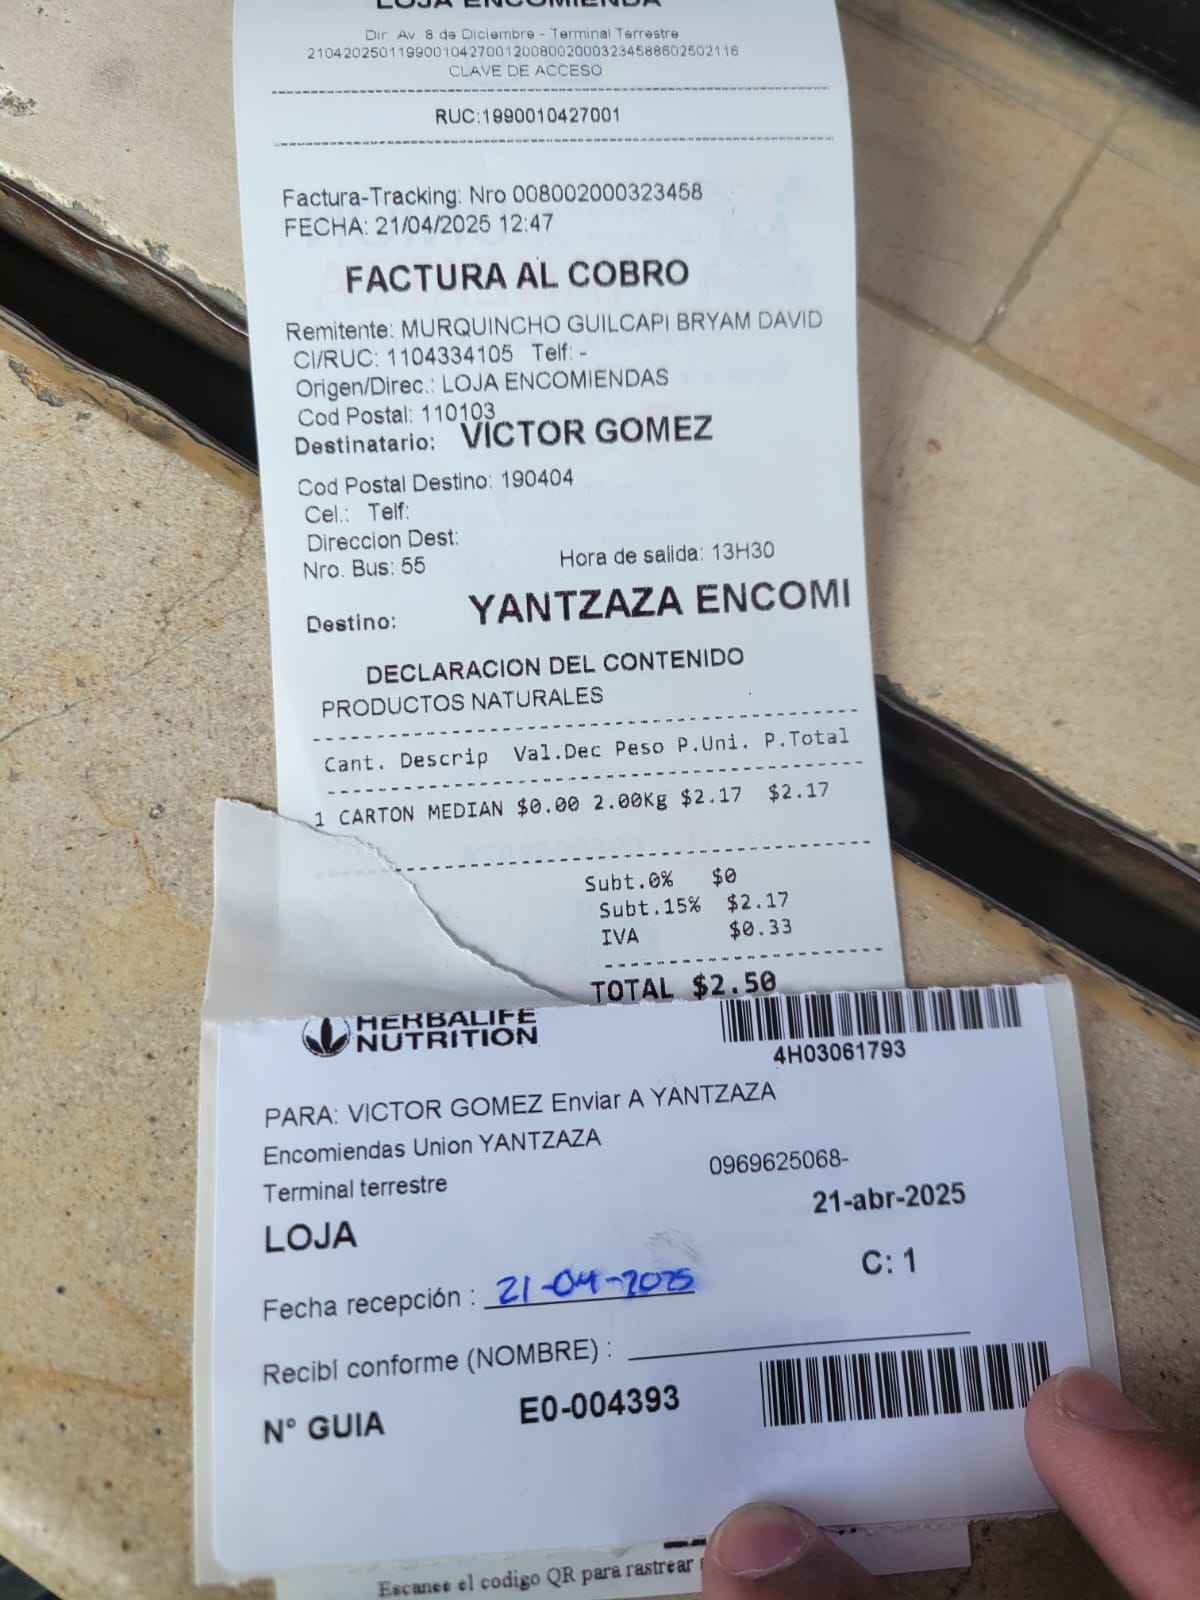 LOJA ENCOMIENDA
Dir. Av. 8 de Diciembre - Terminal Terrestre
2104202501199001042700120080020003234588602502116
CLAVE DE ACCESO
RUC:1990010427001
Factura-Tracking: Nro 008002000323458
FECHA: 21/04/2025 12:47
FACTURA AL COBRO
Remitente: MURQUINCHO GUILCAPI BRYAM DAVID
CI/RUC: 1104334105 Telf: -
Origen/Direc.: LOJA ENCOMIENDAS
Cod Postal: 110103
Destinatario: VICTOR GOMEZ
Cod Postal Destino: 190404
Cel.: Telf:
Direccion Dest:
Nro. Bus: 55 Hora de salida: 13H30
Destino: YANTZAZA ENCOMI
DECLARACION DEL CONTENIDO
PRODUCTOS NATURALES
Cant. Descrip Val.Dec Peso P.Uni. P.Total
1 CARTON MEDIAN $0.00 2.00Kg $2.17 $2.17
Subt.0% $0
Subt.15% $2.17
IVA $0.33
TOTAL $2.50
HERBALIFE
NUTRITION
4H03061793
PARA: VICTOR GOMEZ Enviar A YANTZAZA
Encomiendas Union YANTZAZA
0969625068-
Terminal terrestre
21-abr-2025
LOJA
C: 1
Fecha recepción : 21-04-2025
Recibí conforme (NOMBRE) :
N° GUIA E0-004393
Escanee el codigo QR para rastrear